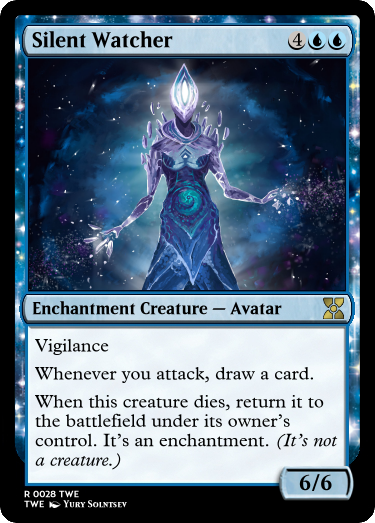 Silent Watcher 4
Enchantment Creature — Avatar
Vigilance
Whenever you attack, draw a card.
When this creature dies, return it to
the battlefield under its owner's
control. It's an enchantment. (It's not
a creature.)
6/6
R 0028 TWE
TWE Yury Solntsev